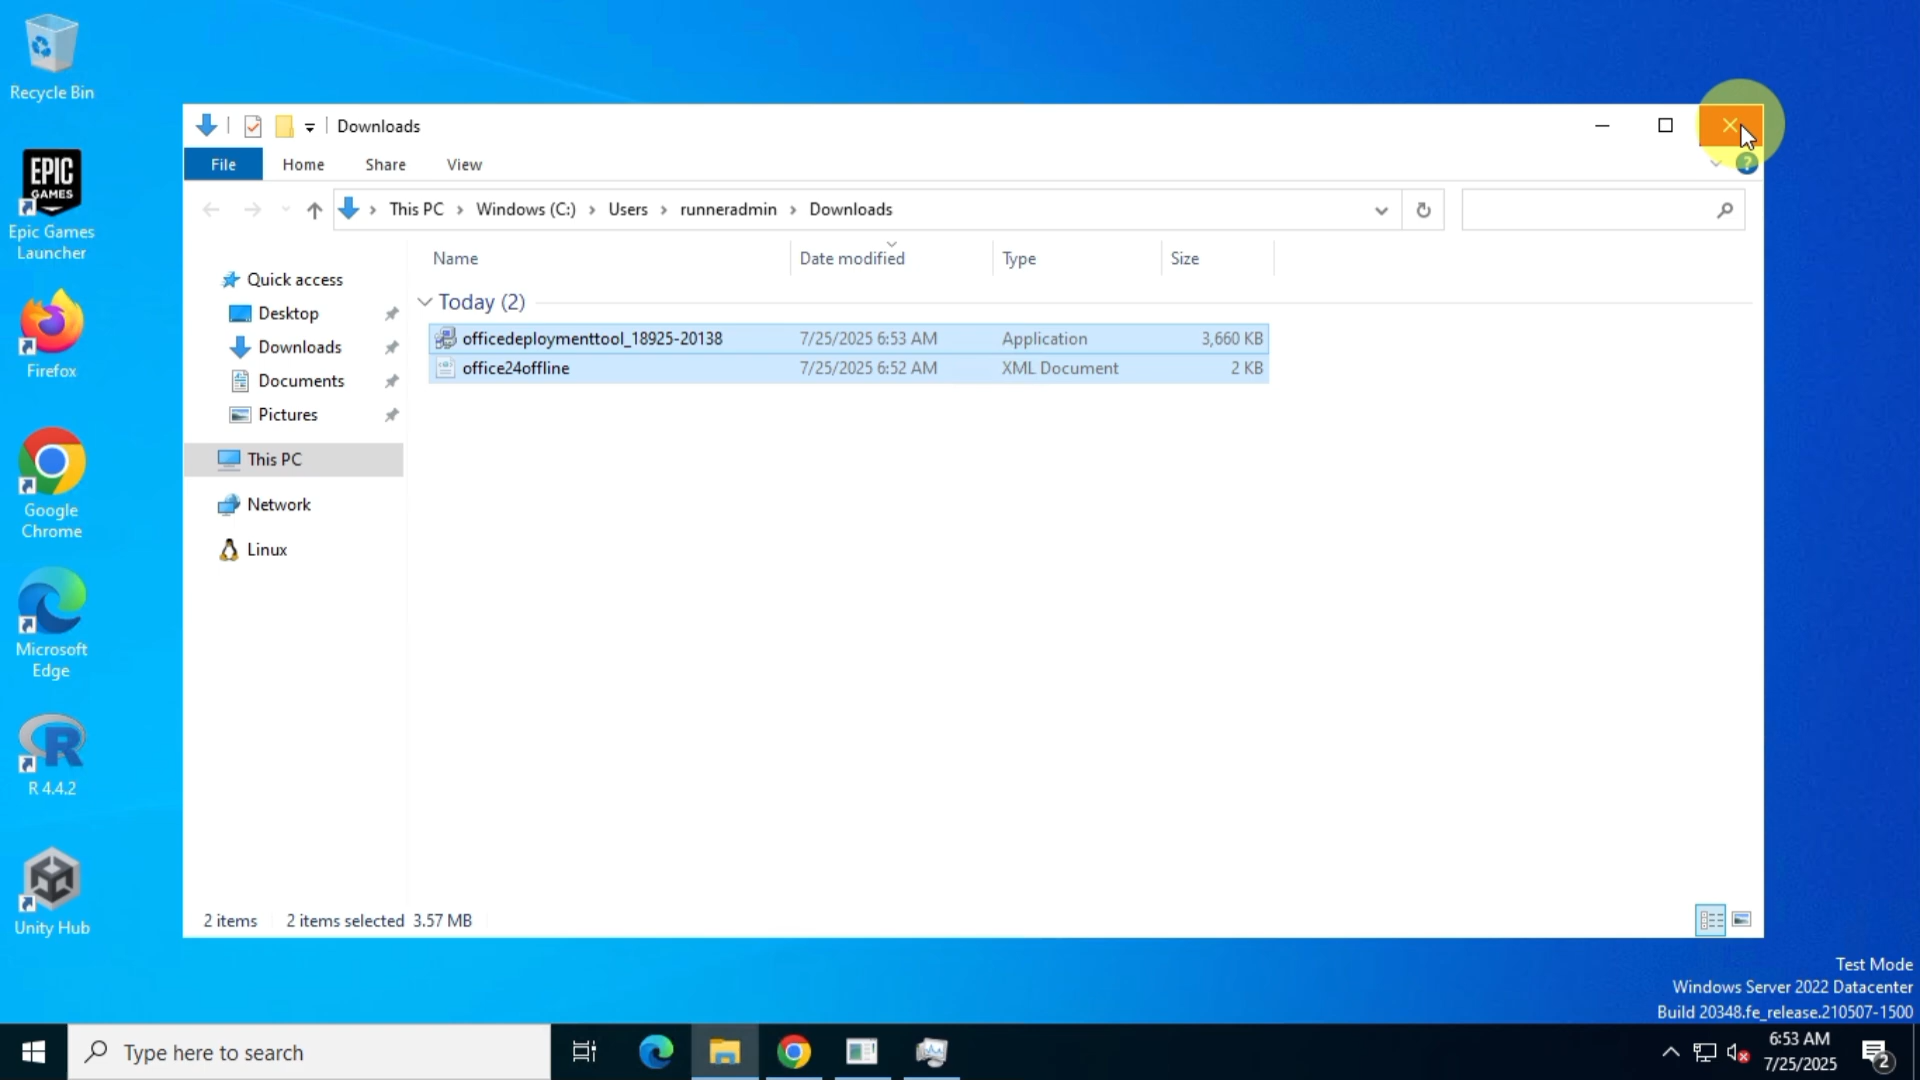 Recycle Bin
EPIC
GAMES
Epic Games
Launcher
Firefox
Google
Chrome
Microsoft
Edge
R 4.4.2
Unity Hub
Downloads
File Home Share View
This PC Windows (C:) Users runneradmin Downloads
Name Date modified Type Size
Quick access
Desktop
Downloads
Documents
Pictures
This PC
Network
Linux
Today (2)
officedeploymenttool_18925-20138 7/25/2025 6:53 AM Application 3,660 KB
office24offline 7/25/2025 6:52 AM XML Document 2 KB
2 items 2 items selected 3.57 MB
Test Mode
Windows Server 2022 Datacenter
Build 20348.fe_release.210507-1500
Type here to search
6:53 AM
7/25/2025
2